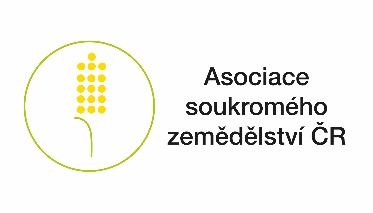 Asociace
soukromého
zemědělství ČR